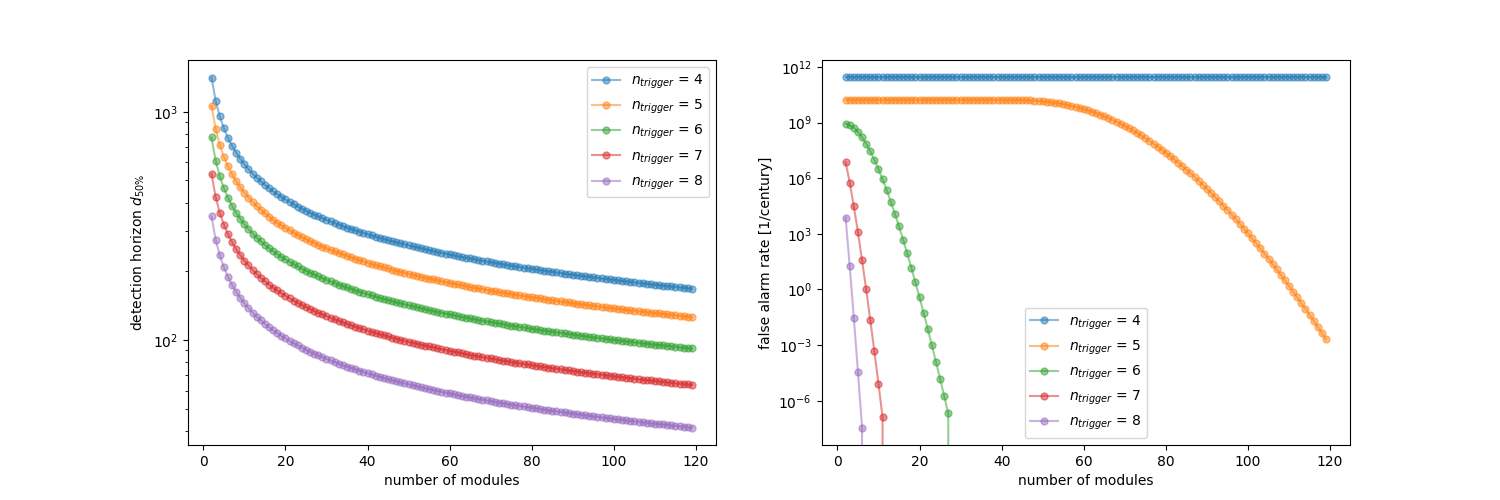 detection horizon d50%
10³
10²
0 20 40 60 80 100 120
number of modules
ntrigger = 4
ntrigger = 5
ntrigger = 6
ntrigger = 7
ntrigger = 8
false alarm rate [1/century]
10¹²
10⁹
10⁶
10³
10⁰
10⁻³
10⁻⁶
0 20 40 60 80 100 120
number of modules
ntrigger = 4
ntrigger = 5
ntrigger = 6
ntrigger = 7
ntrigger = 8